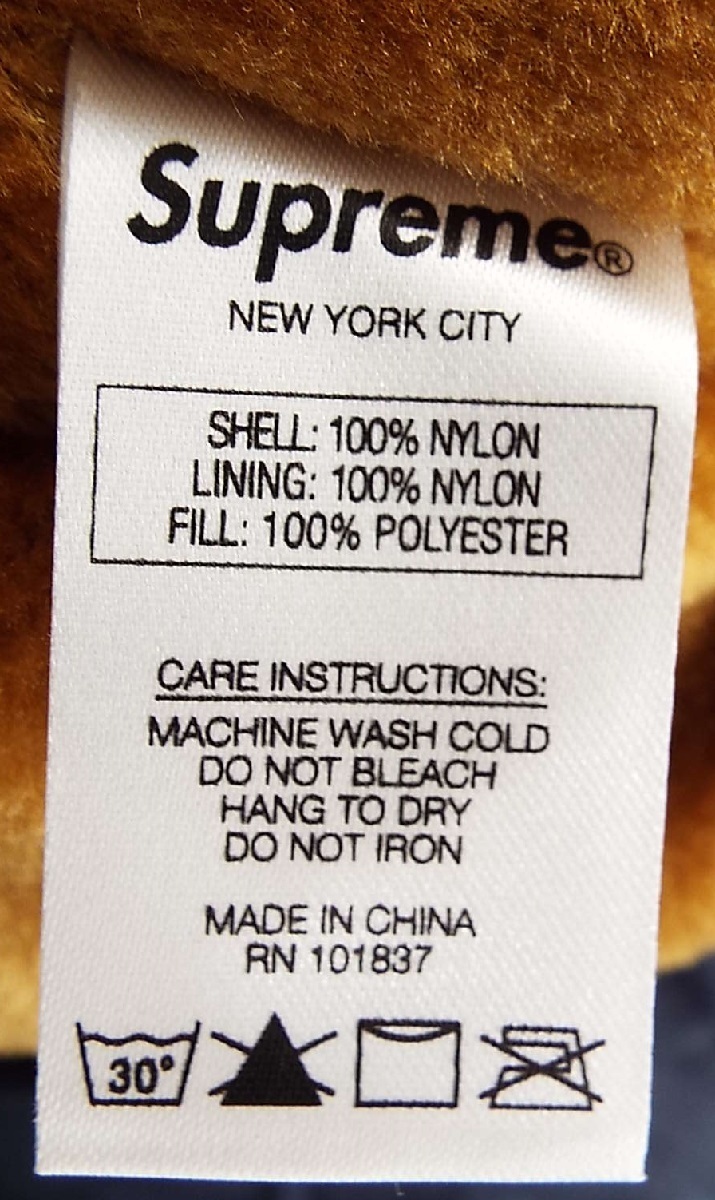 Supreme®
NEW YORK CITY
SHELL: 100% NYLON
LINING: 100% NYLON
FILL: 100% POLYESTER
CARE INSTRUCTIONS:
MACHINE WASH COLD
DO NOT BLEACH
HANG TO DRY
DO NOT IRON
MADE IN CHINA
RN 101837
30°